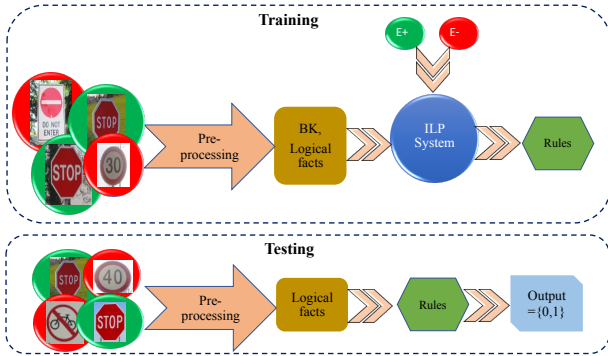 Training
E+
E-
DO NOT
ENTER
STOP
STOP
30
Pre-
processing
BK,
Logical
facts
ILP
System
Rules
Testing
STOP
40
STOP
Pre-
processing
Logical
facts
Rules
Output
={0,1}